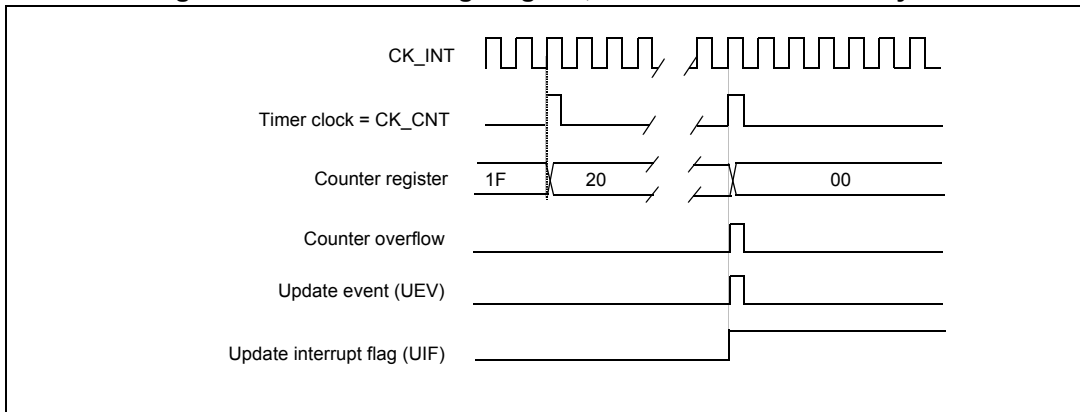 CK_INT
Timer clock = CK_CNT
Counter register 1F 20 00
Counter overflow
Update event (UEV)
Update interrupt flag (UIF)